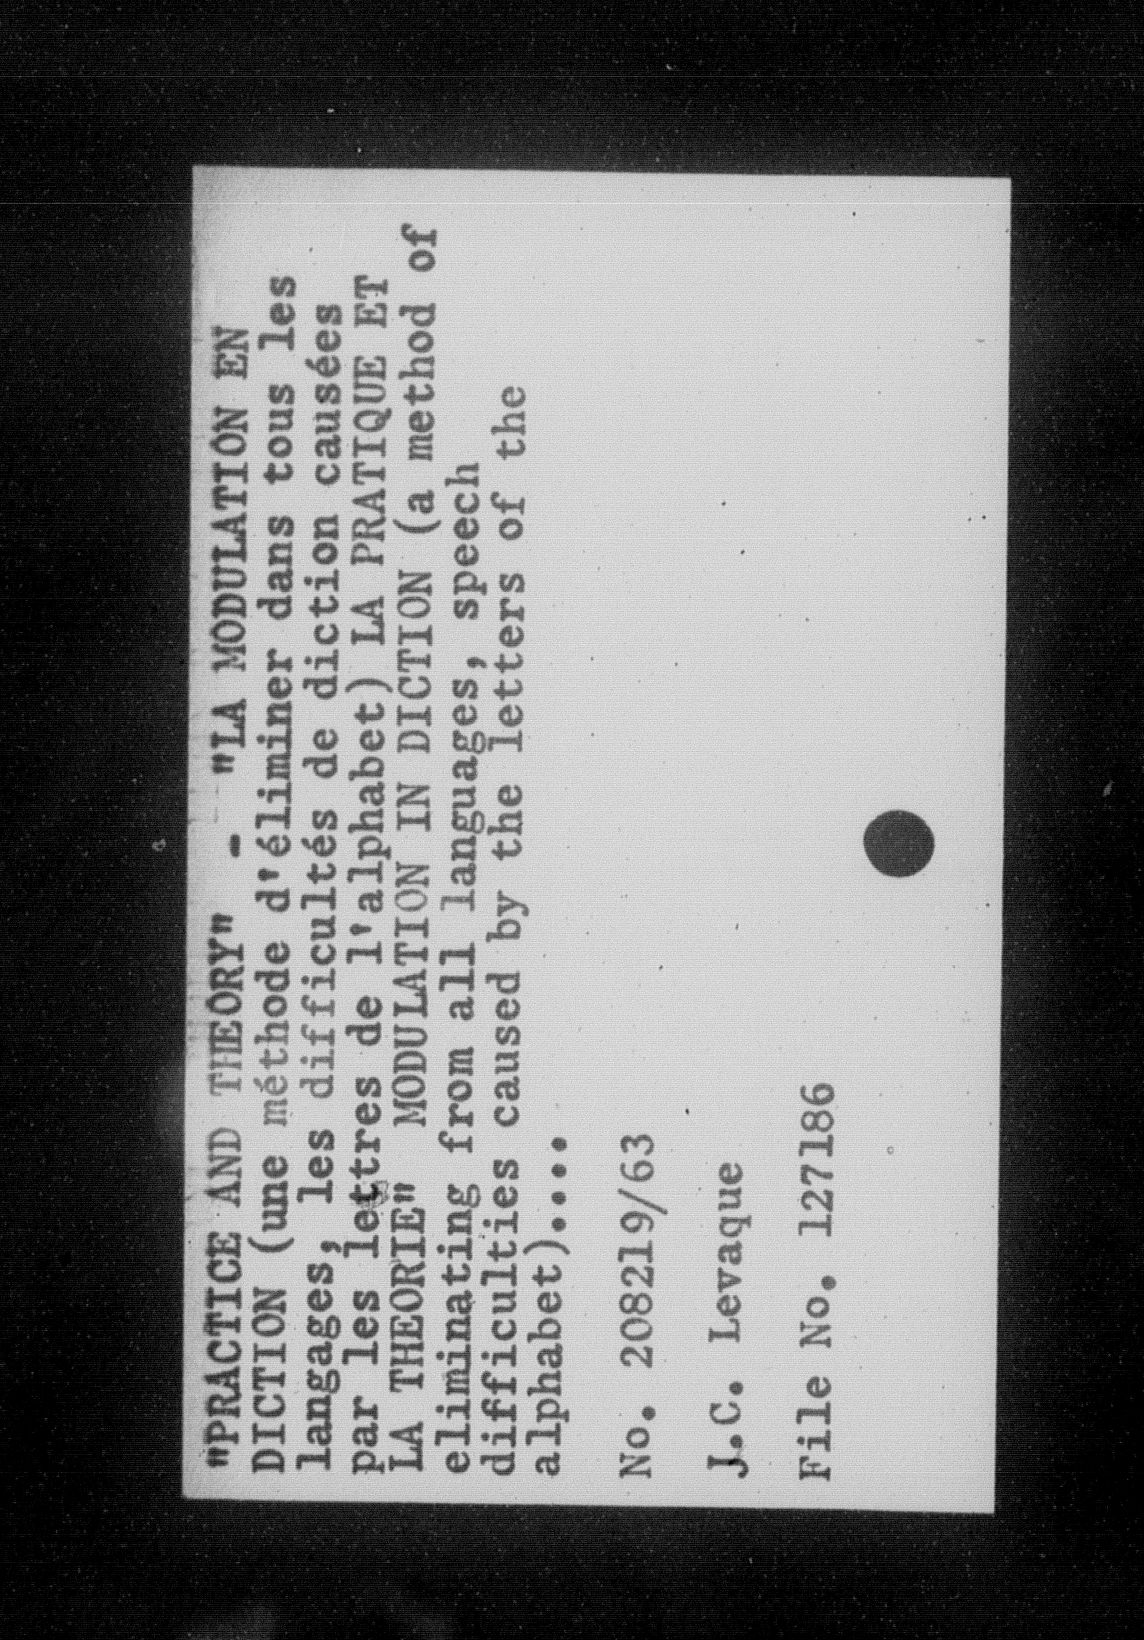 "PRACTICE AND THEORY" - "LA MODULATION EN
DICTION (une méthode d'éliminer dans tous les
langages, les difficultés de diction causées
par les lettres de l'alphabet) LA PRATIQUE ET
LA THEORIE" MODULATION IN DICTION (a method of
eliminating from all languages, speech
difficulties caused by the letters of the
alphabet)....
No. 208219/63
J.C. Levaque
File No. 127186